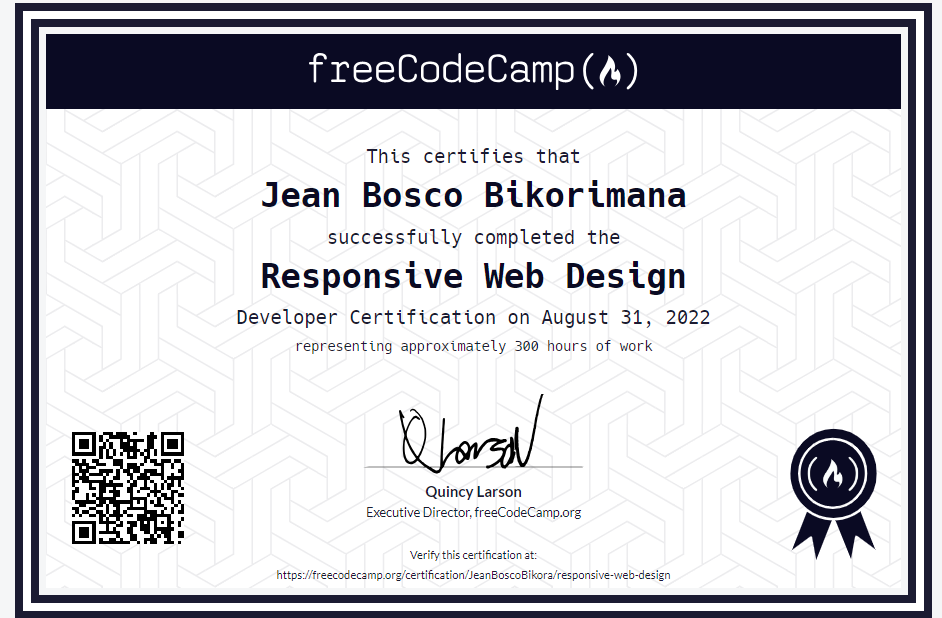 freeCodeCamp
This certifies that
Jean Bosco Bikorimana
successfully completed the
Responsive Web Design
Developer Certification on August 31, 2022
representing approximately 300 hours of work
Q Larson
Quincy Larson
Executive Director, freeCodeCamp.org
Verify this certification at:
https://freecodecamp.org/certification/JeanBoscoBikora/responsive-web-design